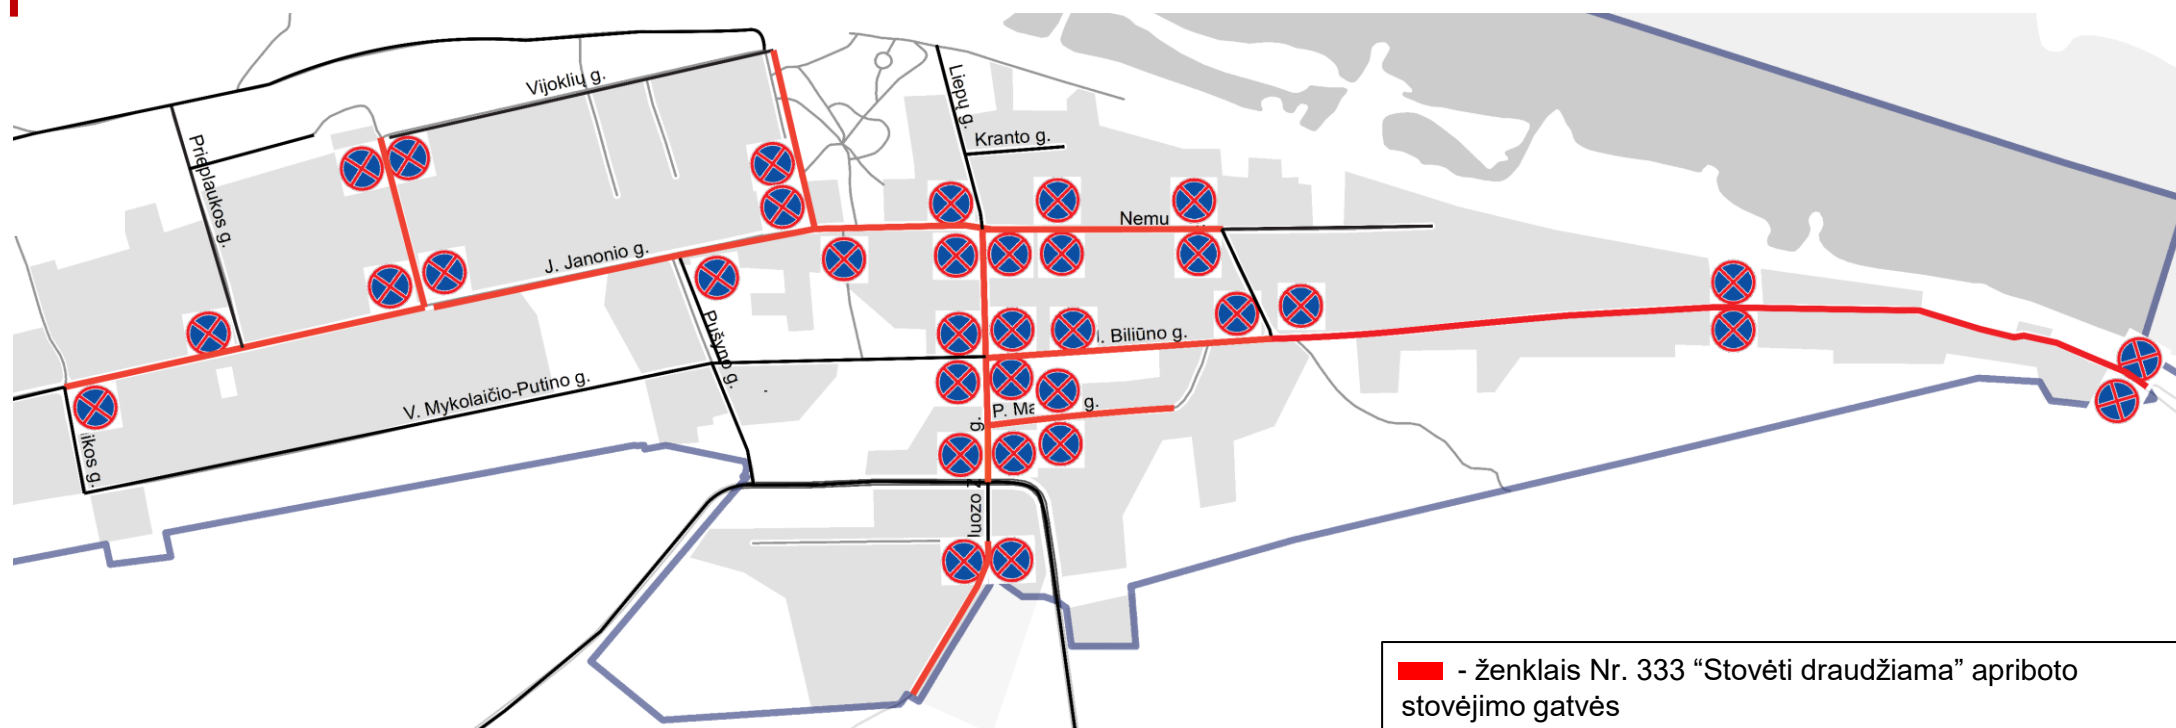 Vijoklių g.
Liepų g.
Kranto g.
Prieplaukos g.
Nemu
J. Janonio g.
Pušyno g.
Biliūno g.
V. Mykolaičio-Putino g.
P. Ma g.
g.
ikos g.
uozo
- ženklais Nr. 333 “Stovėti draudžiama” apriboto
stovėjimo gatvės